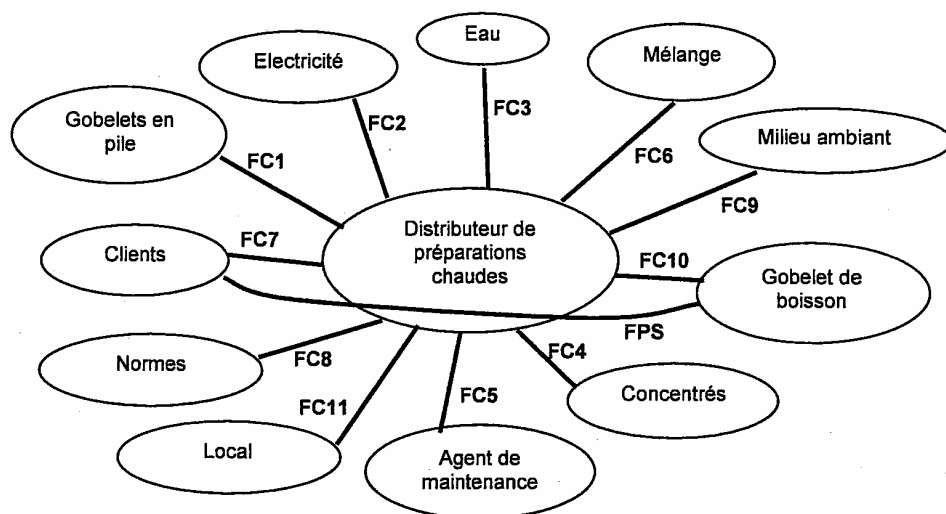 Eau
Electricité
Mélange
Gobelets en
pile
FC2
FC3
FC6
Milieu ambiant
FC1
FC9
Distributeur de
préparations
chaudes
Clients
FC7
FC10
Gobelet de
boisson
FPS
Normes
FC8
FC4
Concentrés
FC11
FC5
Local
Agent de
maintenance